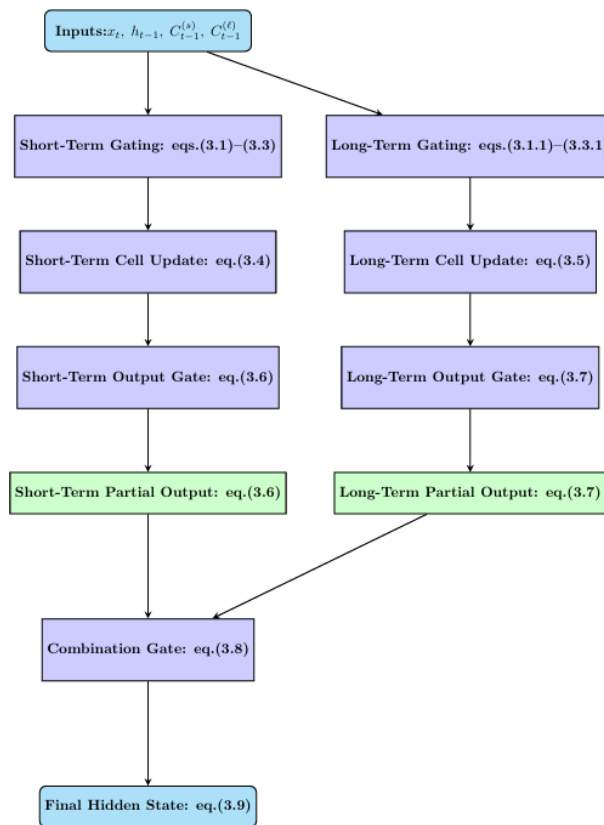 Inputs:x_t, h_{t−1}, C_{t−1}^{(s)}, C_{t−1}^{(ℓ)}
Short-Term Gating: eqs.(3.1)–(3.3)
Long-Term Gating: eqs.(3.1.1)–(3.3.1
Short-Term Cell Update: eq.(3.4)
Long-Term Cell Update: eq.(3.5)
Short-Term Output Gate: eq.(3.6)
Long-Term Output Gate: eq.(3.7)
Short-Term Partial Output: eq.(3.6)
Long-Term Partial Output: eq.(3.7)
Combination Gate: eq.(3.8)
Final Hidden State: eq.(3.9)